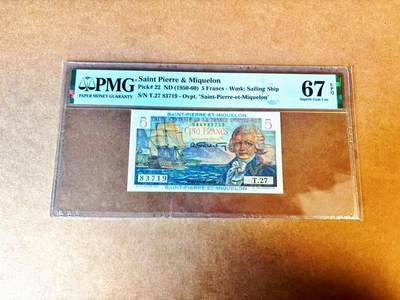 PMG
PAPER MONEY GUARANTY
Saint Pierre & Miquelon
Pick# 22 ND (1950-60) 5 Francs - Wmk: Sailing Ship
S/N T.27 83719 - Ovpt. "Saint-Pierre-et-Miquelon"
67 EPQ
Superb Gem Unc
SAINT-PIERRE-ET-MIQUELON
5
5
CINQ FRANCS
83719
T.27
SAINT-PIERRE-ET-MIQUELON